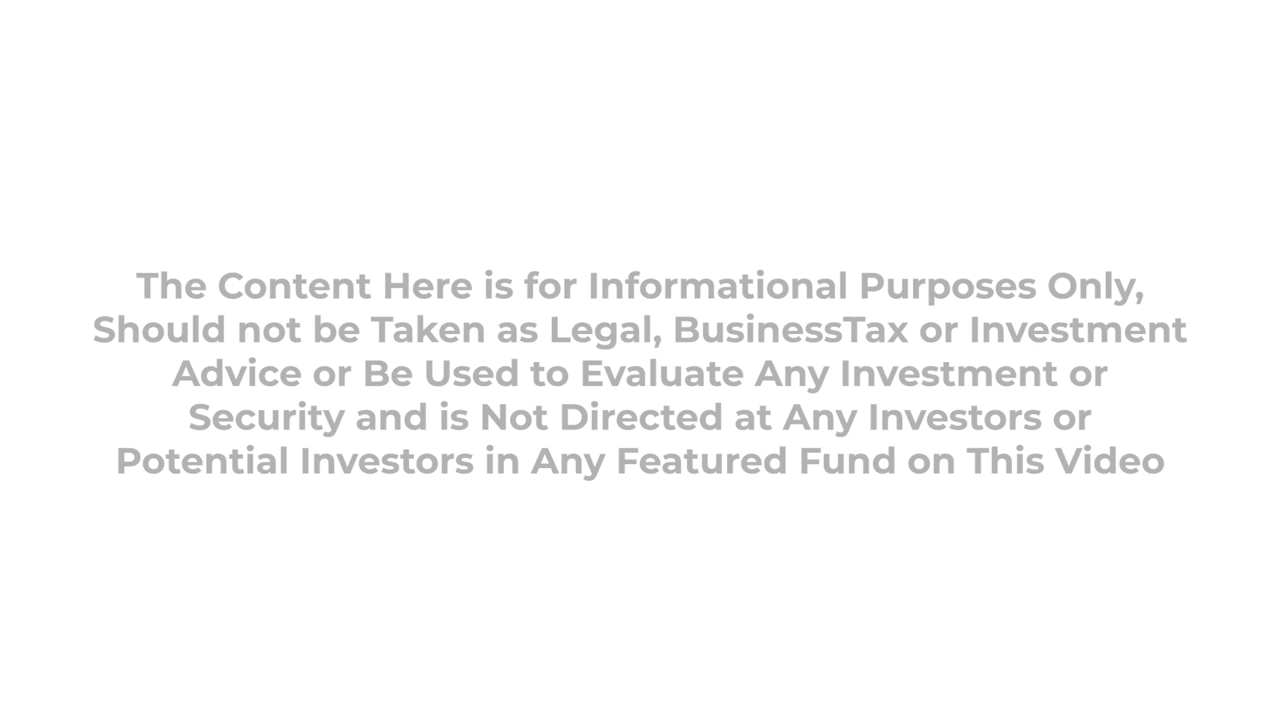 The Content Here is for Informational Purposes Only,
Should not be Taken as Legal, BusinessTax or Investment
Advice or Be Used to Evaluate Any Investment or
Security and is Not Directed at Any Investors or
Potential Investors in Any Featured Fund on This Video